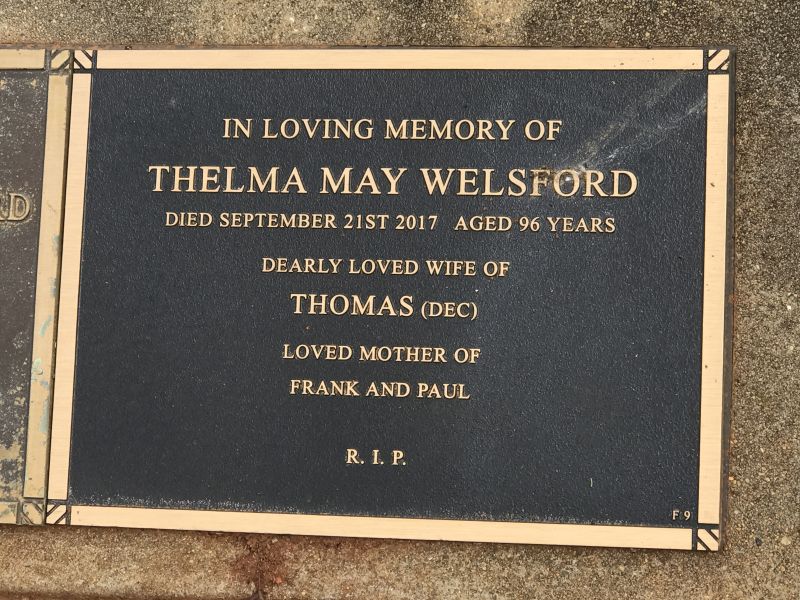 IN LOVING MEMORY OF
THELMA MAY WELSFORD
DIED SEPTEMBER 21ST 2017 AGED 96 YEARS
DEARLY LOVED WIFE OF
THOMAS (DEC)
LOVED MOTHER OF
FRANK AND PAUL
R. I. P.
F 9